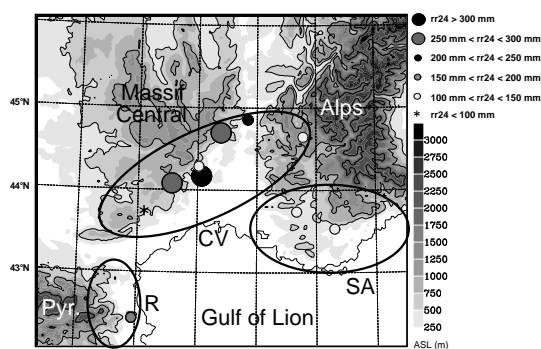 rr24 > 300 mm
250 mm < rr24 < 300 mm
200 mm < rr24 < 250 mm
150 mm < rr24 < 200 mm
100 mm < rr24 < 150 mm
rr24 < 100 mm
45°N
Massif
Central
Alps
3000
2750
2500
2250
2000
1750
1500
1250
1000
750
500
250
ASL (m)
44°N
CV
43°N
SA
Pyr.
R
Gulf of Lion